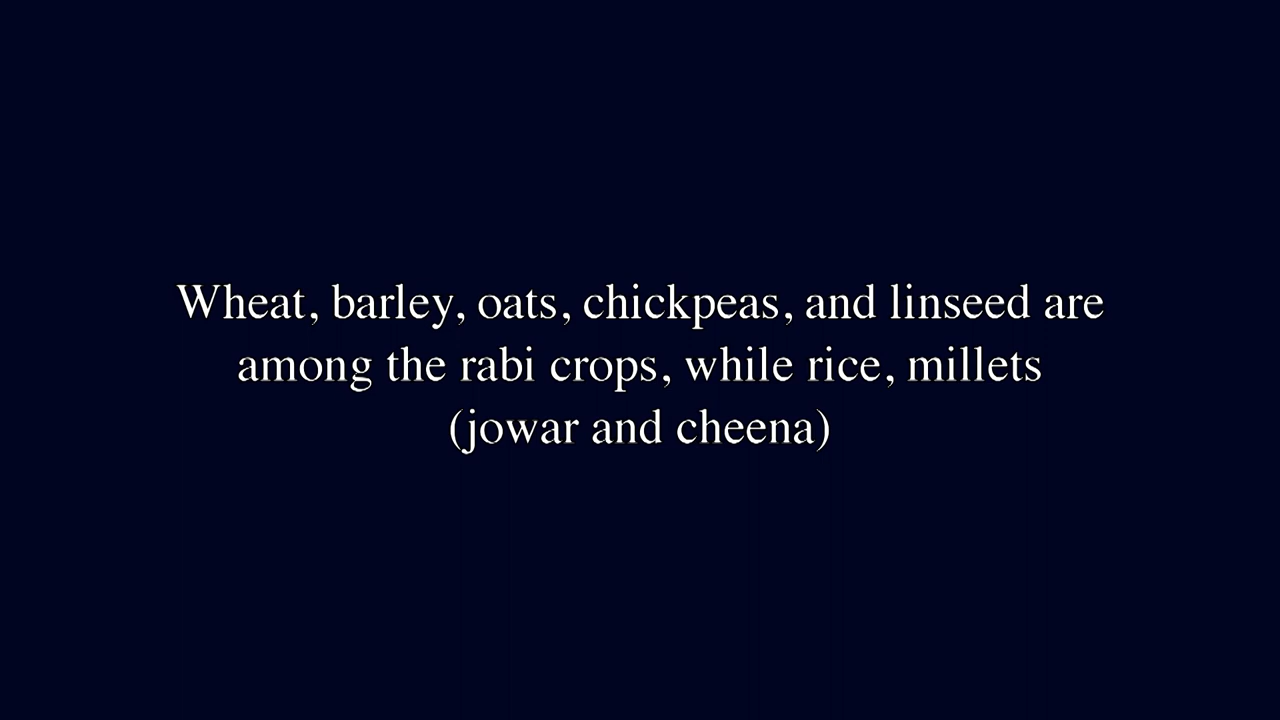 Wheat, barley, oats, chickpeas, and linseed are
among the rabi crops, while rice, millets
(jowar and cheena)